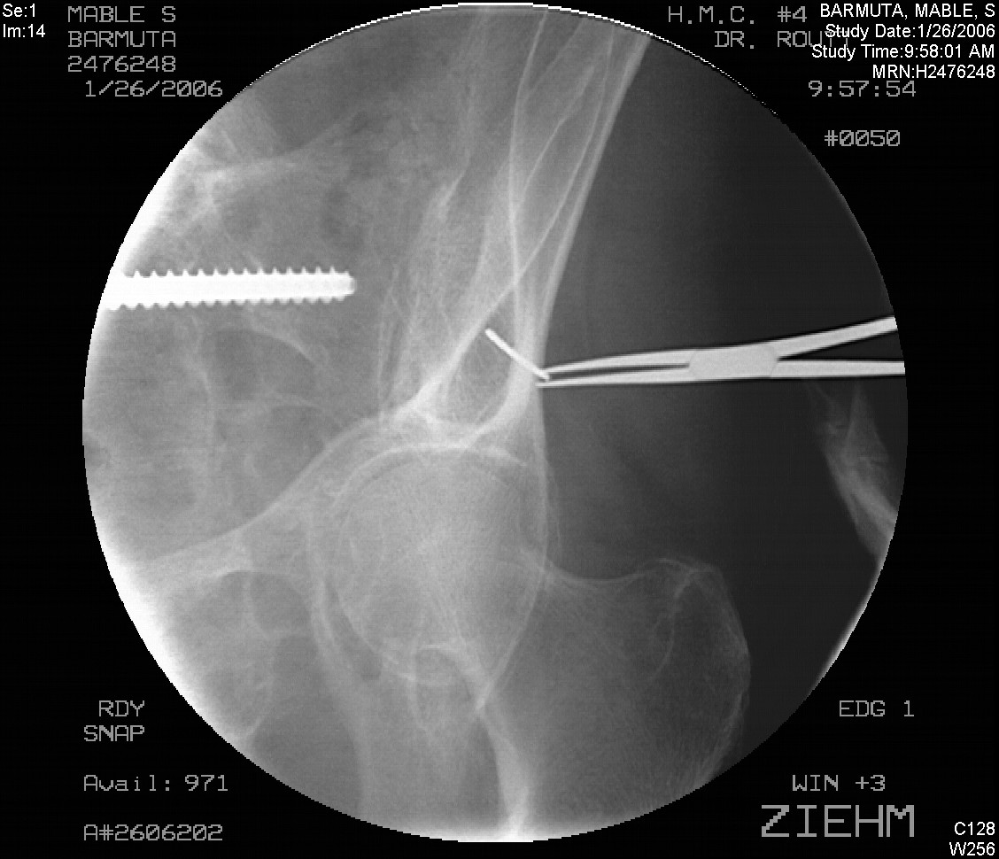 Se:1
Im:14
MABLE S
BARMUTA
2476248
1/26/2006
H.M.C. #4
DR.
BARMUTA, MABLE, S
Study Date:1/26/2006
Study Time:9:58:01 AM
MRN:H2476248
9:57:54
#0050
RDY
SNAP
Avail: 971
A#2606202
EDG 1
WIN +3
ZIEHM
C128
W256